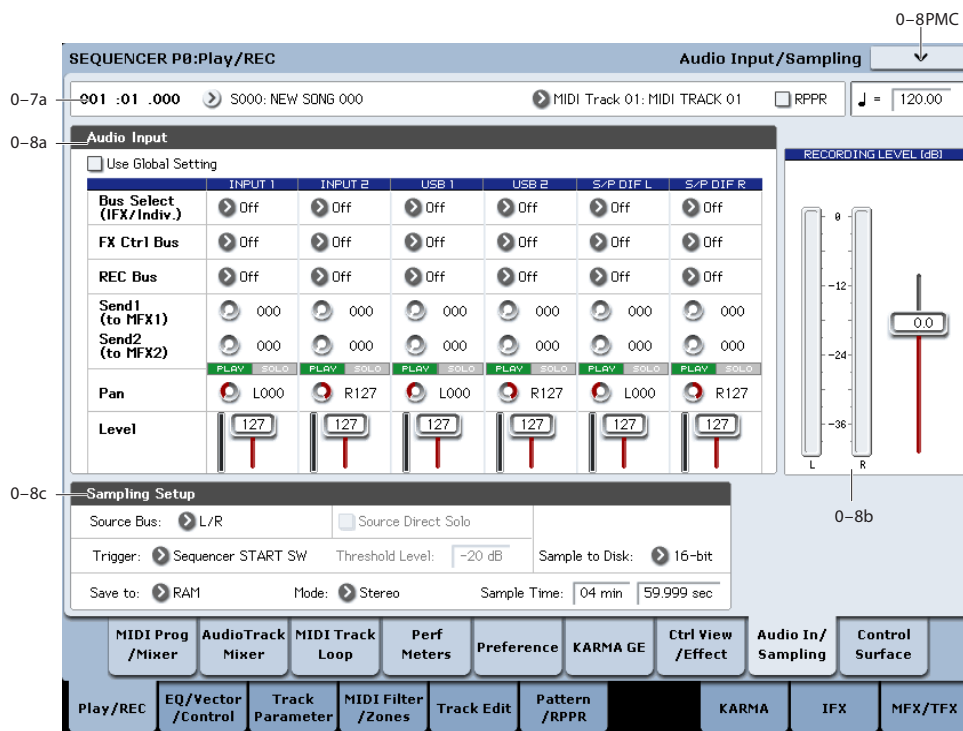 0–8PMC
SEQUENCER P0:Play/REC Audio Input/Sampling
0–7a
001 :01 .000 S000: NEW SONG 000 MIDI Track 01: MIDI TRACK 01 RPPR ♩ = 120.00
0–8a
Audio Input
RECORDING LEVEL [dB]
Use Global Setting
INPUT 1 INPUT 2 USB 1 USB 2 S/P DIF L S/P DIF R
Bus Select
(IFX/Indiv.) Off Off Off Off Off Off
FX Ctrl Bus Off Off Off Off Off Off
REC Bus Off Off Off Off Off Off
Send1
(to MFX1) 000 000 000 000 000 000
Send2
(to MFX2) 000 000 000 000 000 000
PLAY SOLO PLAY SOLO PLAY SOLO PLAY SOLO PLAY SOLO PLAY SOLO
Pan L000 R127 L000 R127 L000 R127
Level 127 127 127 127 127 127
0
-12
-24
-36
0.0
L R
0–8b
0–8c
Sampling Setup
Source Bus: L/R Source Direct Solo
Trigger: Sequencer START SW Threshold Level: -20 dB Sample to Disk: 16-bit
Save to: RAM Mode: Stereo Sample Time: 04 min 59.999 sec
MIDI Prog
/Mixer
AudioTrack
Mixer
MIDI Track
Loop
Perf
Meters
Preference
KARMA GE
Ctrl View
/Effect
Audio In/
Sampling
Control
Surface
Play/REC
EQ/Vector
/Control
Track
Parameter
MIDI Filter
/Zones
Track Edit
Pattern
/RPPR
KARMA
IFX
MFX/TFX